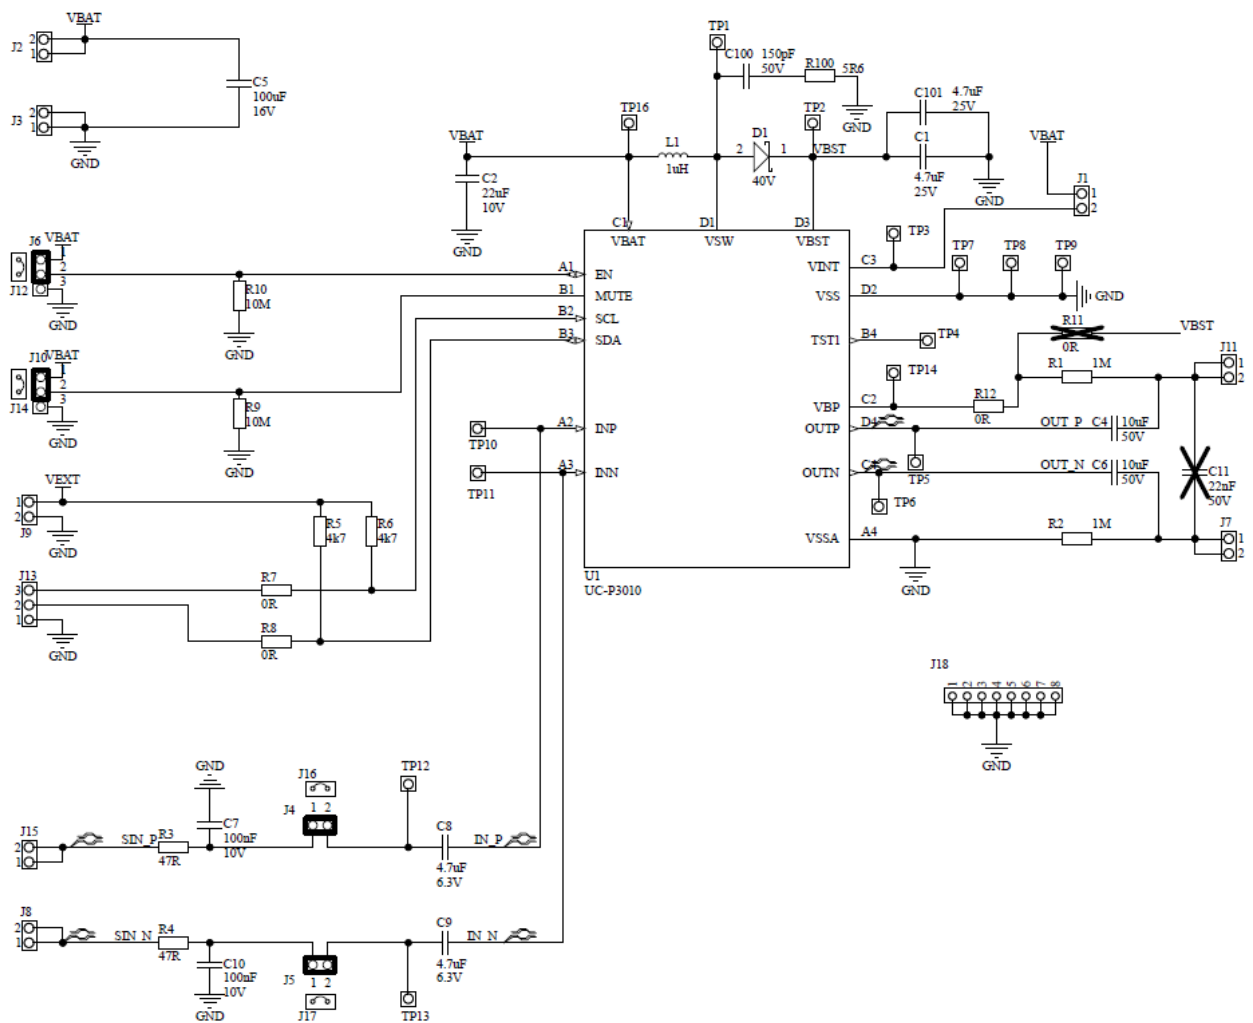 VBAT
J2
2
1
C5
100uF
16V
J3
2
1
GND
TP1
C100 150pF
50V
R100 5R6
GND
TP16
TP2
C101 4.7uF
25V
VBAT
L1
1uH
D1
2 1
40V
VBST
C1
4.7uF
25V
GND
VBAT
J1
1
2
C2
22uF
10V
GND
C1
VBAT
D1
VSW
D3
VBST
TP3
VINT C3
TP7
TP8
TP9
VSS D2
GND
J6
VBAT
1
2
3
J12
GND
R10
10M
GND
A1 EN
B1 MUTE
B2 SCL
B3 SDA
TST1 B4
TP4
R11
0R
VBST
J10
VBAT
1
2
3
J14
GND
R9
10M
GND
TP14
R1 1M
J11
1
2
VBP C2
R12
0R
TP10
A2 INP
OUTP D4
OUT_P C4 10uF
50V
TP5
TP11
A3 INN
OUTN C4
OUT_N C6 10uF
50V
TP6
C11
22nF
50V
VEXT
1
2
J9
GND
R5
4k7
R6
4k7
VSSA A4
R2 1M
J7
1
2
GND
U1
UC-P3010
J13
3
2
1
GND
R7
0R
R8
0R
J18
1 2 3 4 5 6 7 8
GND
GND
J16
1 2
J4
TP12
J15
2
1
SIN_P
R3
47R
C7
100nF
10V
C8
4.7uF
6.3V
IN_P
J8
2
1
SIN_N
R4
47R
C10
100nF
10V
GND
J5
1 2
J17
TP13
C9
4.7uF
6.3V
IN_N